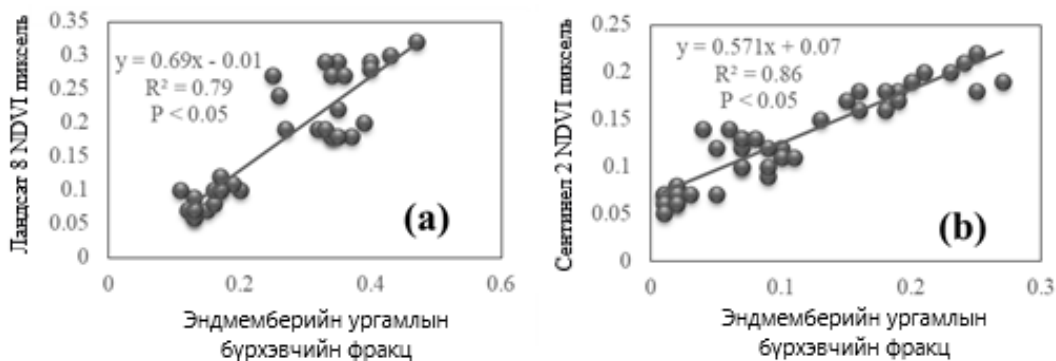 Ландсат 8 NDVI пиксель
0.35
0.3
0.25
0.2
0.15
0.1
0.05
0
y = 0.69x - 0.01
R² = 0.79
P < 0.05
(a)
0 0.2 0.4 0.6
Эндмемберийн ургамлын
бүрхэвчийн фракц
Сентинел 2 NDVI пиксель
0.25
0.2
0.15
0.1
0.05
0
y = 0.571x + 0.07
R² = 0.86
P < 0.05
(b)
0 0.1 0.2 0.3
Эндмемберийн ургамлын
бүрхэвчийн фракц